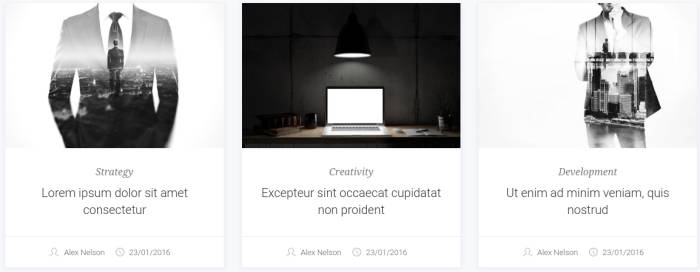 Strategy
Lorem ipsum dolor sit amet
consectetur
Alex Nelson 23/01/2016
Creativity
Excepteur sint occaecat cupidatat
non proident
Alex Nelson 23/01/2016
Development
Ut enim ad minim veniam, quis
nostrud
Alex Nelson 23/01/2016